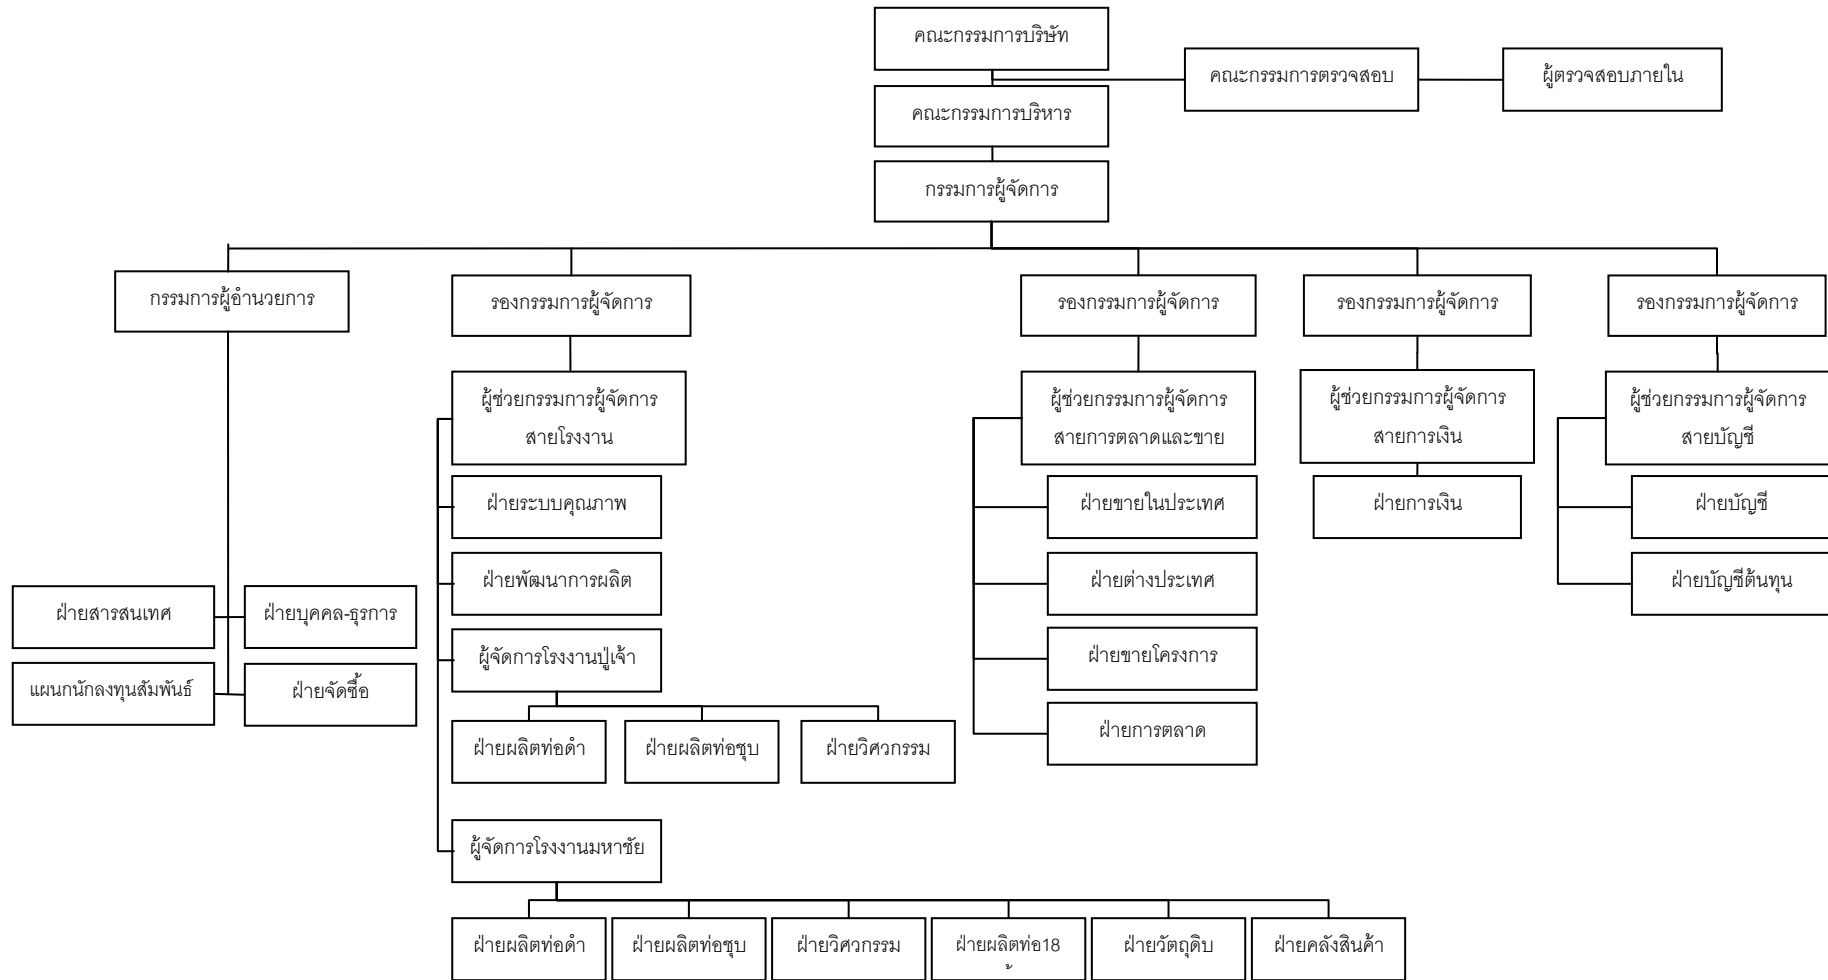 คณะกรรมการบริษัท
คณะกรรมการตรวจสอบ
ผู้ตรวจสอบภายใน
คณะกรรมการบริหาร
กรรมการผู้จัดการ
กรรมการผู้อำนวยการ
รองกรรมการผู้จัดการ
รองกรรมการผู้จัดการ
รองกรรมการผู้จัดการ
รองกรรมการผู้จัดการ
ผู้ช่วยกรรมการผู้จัดการ
สายโรงงาน
ผู้ช่วยกรรมการผู้จัดการ
สายการตลาดและขาย
ผู้ช่วยกรรมการผู้จัดการ
สายการเงิน
ผู้ช่วยกรรมการผู้จัดการ
สายบัญชี
ฝ่ายระบบคุณภาพ
ฝ่ายขายในประเทศ
ฝ่ายการเงิน
ฝ่ายบัญชี
ฝ่ายพัฒนาการผลิต
ฝ่ายต่างประเทศ
ฝ่ายบัญชีต้นทุน
ฝ่ายสารสนเทศ
ฝ่ายบุคคล-ธุรการ
ผู้จัดการโรงงานปู่เจ้า
ฝ่ายขายโครงการ
แผนกนักลงทุนสัมพันธ์
ฝ่ายจัดซื้อ
ฝ่ายการตลาด
ฝ่ายผลิตท่อดำ
ฝ่ายผลิตท่อชุบ
ฝ่ายวิศวกรรม
ผู้จัดการโรงงานมหาชัย
ฝ่ายผลิตท่อดำ
ฝ่ายผลิตท่อชุบ
ฝ่ายวิศวกรรม
ฝ่ายผลิตท่อ18
ฝ่ายวัตถุดิบ
ฝ่ายคลังสินค้า